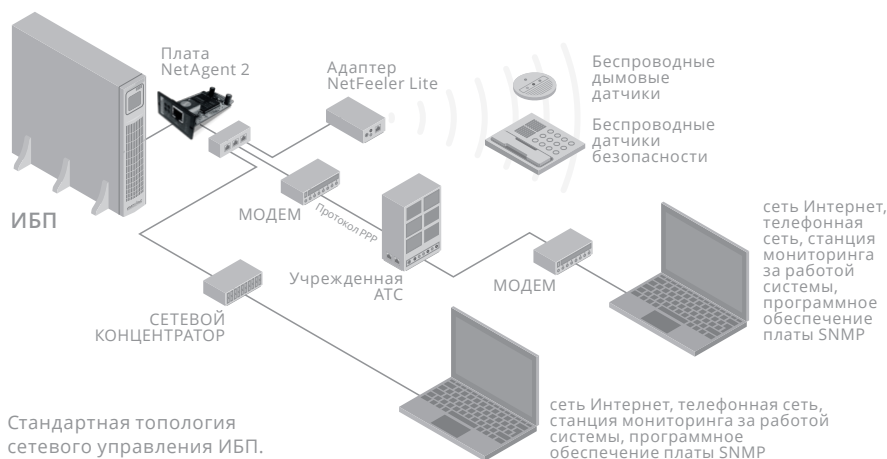 Плата
NetAgent 2
Адаптер
NetFeeler Lite
Беспроводные
дымовые
датчики
Беспроводные
датчики
безопасности
ИБП
МОДЕМ
Протокол PPP
Учрежденная
АТС
МОДЕМ
сеть Интернет,
телефонная
сеть, станция
мониторинга
за работой
системы,
программное
обеспечение
платы SNMP
СЕТЕВОЙ
КОНЦЕНТРАТОР
сеть Интернет, телефонная сеть,
станция мониторинга за работой
системы, программное
обеспечение платы SNMP
Стандартная топология
сетевого управления ИБП.